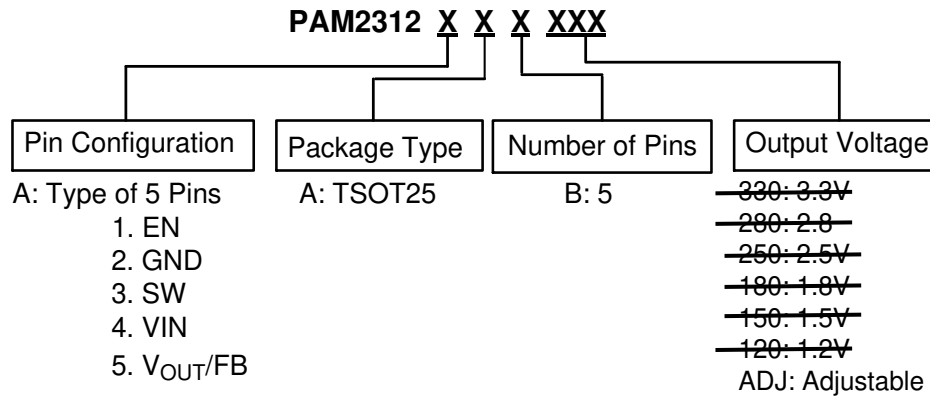 PAM2312 X X X XXX
Pin Configuration
Package Type
Number of Pins
Output Voltage
A: Type of 5 Pins
1. EN
2. GND
3. SW
4. VIN
5. VOUT/FB
A: TSOT25
B: 5
330: 3.3V
280: 2.8
250: 2.5V
180: 1.8V
150: 1.5V
120: 1.2V
ADJ: Adjustable